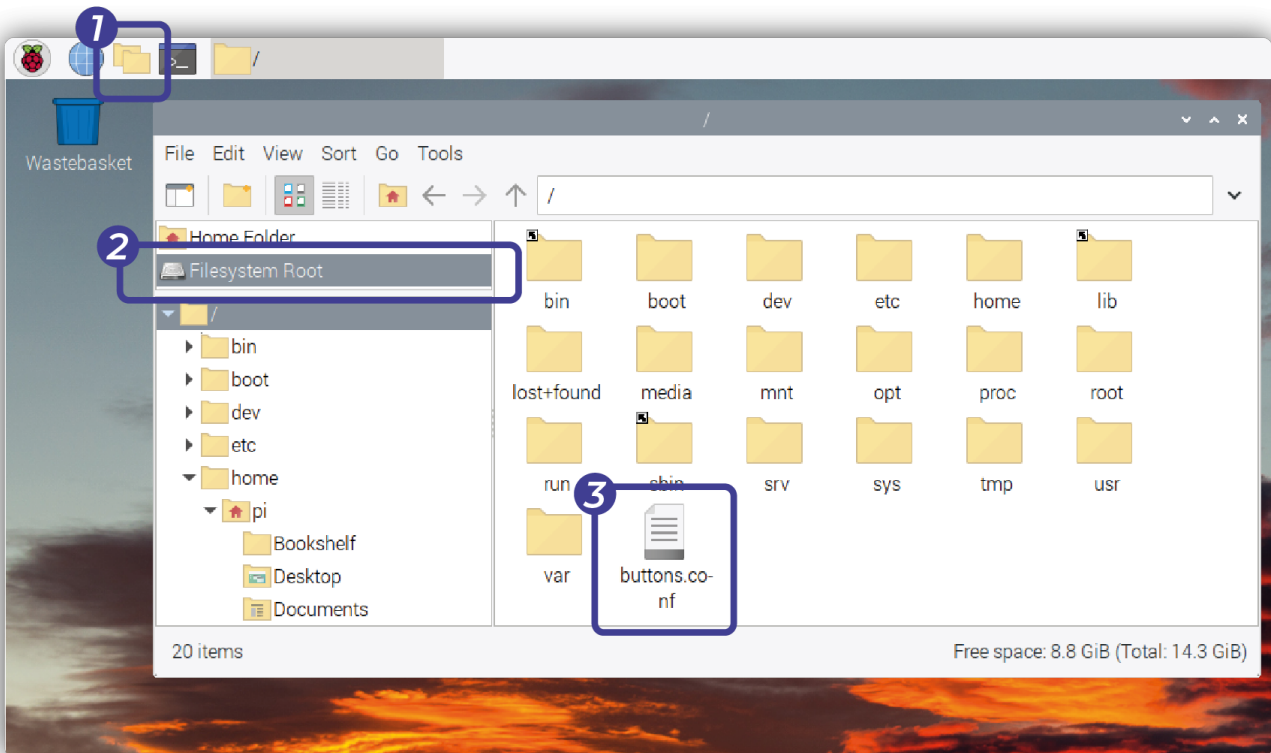 1
>_ /
Wastebasket
/
File Edit View Sort Go Tools
/
2
Home Folder
Filesystem Root
/
bin
boot
dev
etc
home
pi
Bookshelf
Desktop
Documents
bin boot dev etc home lib
lost+found media mnt opt proc root
run sbin srv sys tmp usr
3
var buttons.co-
nf
20 items Free space: 8.8 GiB (Total: 14.3 GiB)